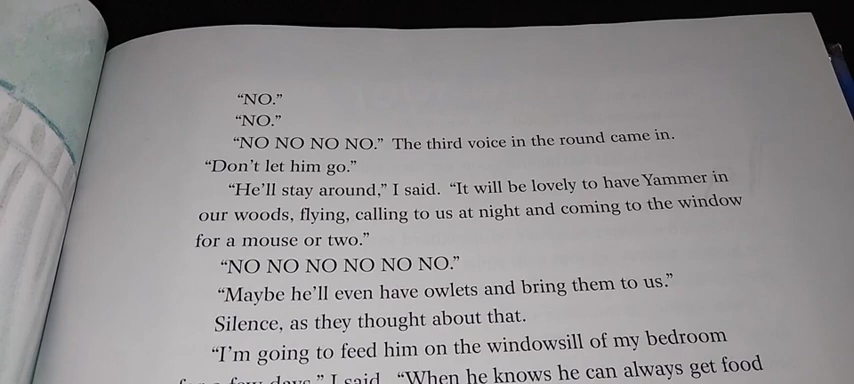 “NO.”
“NO.”
“NO NO NO NO.” The third voice in the round came in.
“Don’t let him go.”
“He’ll stay around,” I said. “It will be lovely to have Yammer in
our woods, flying, calling to us at night and coming to the window
for a mouse or two.”
“NO NO NO NO NO NO.”
“Maybe he’ll even have owlets and bring them to us.”
Silence, as they thought about that.
“I’m going to feed him on the windowsill of my bedroom
for a few days,” I said. “When he knows he can always get food